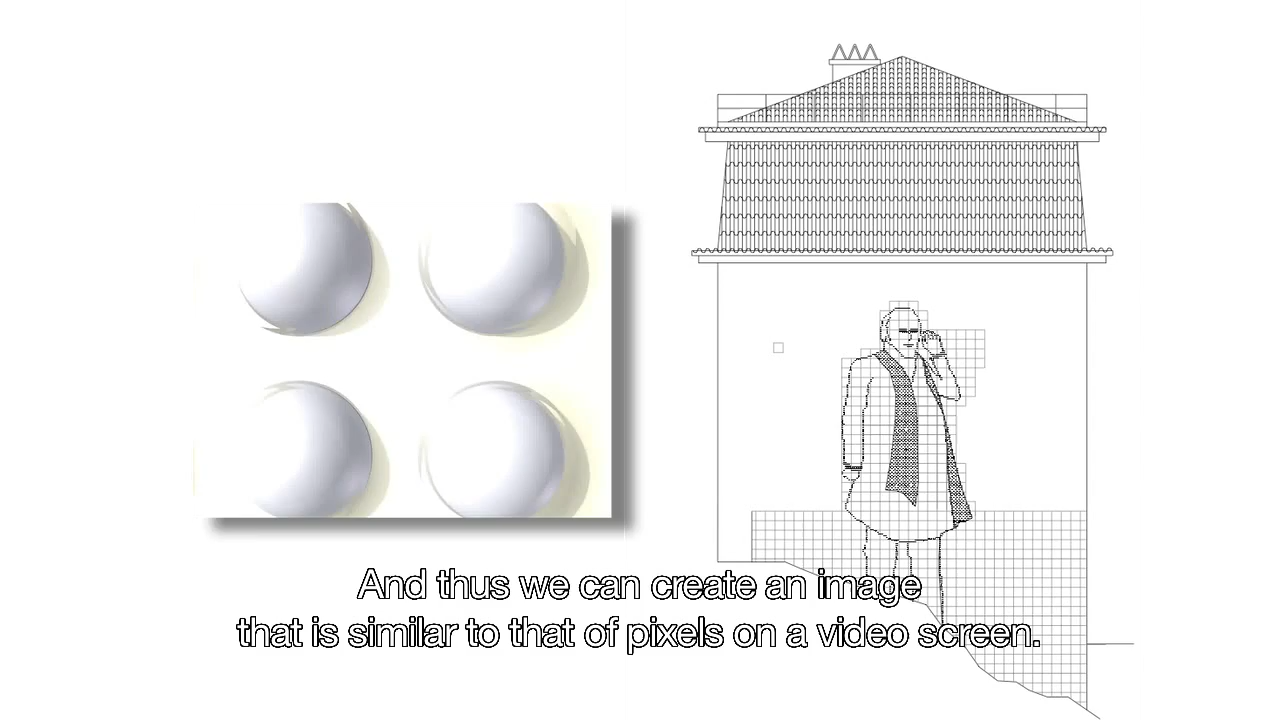 And thus we can create an image
that is similar to that of pixels on a video screen.